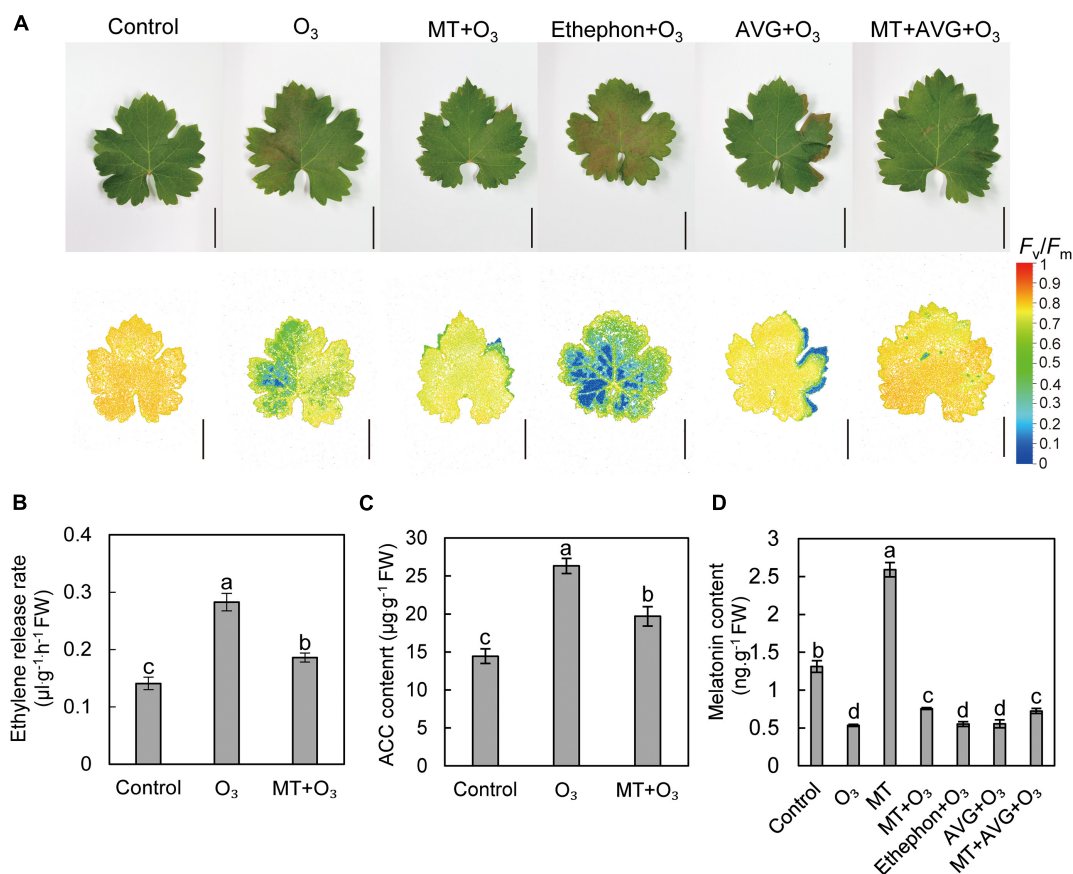 A
Control O₃ MT+O₃ Ethephon+O₃ AVG+O₃ MT+AVG+O₃
Fv/Fm
1
0.9
0.8
0.7
0.6
0.5
0.4
0.3
0.2
0.1
0
B
Ethylene release rate
(µl·g⁻¹·h⁻¹ FW)
0.4
0.3
0.2
0.1
0
c a b
Control O₃ MT+O₃
C
ACC contenrt (µg·g⁻¹ FW)
30
25
20
15
10
5
0
c a b
Control O₃ MT+O₃
D
Melatonin content
(ng.g⁻¹ FW)
3
2.5
2
1.5
1
0.5
0
b d a c d d c
Control O₃ MT MT+O₃ Ethephon+O₃ AVG+O₃ MT+AVG+O₃